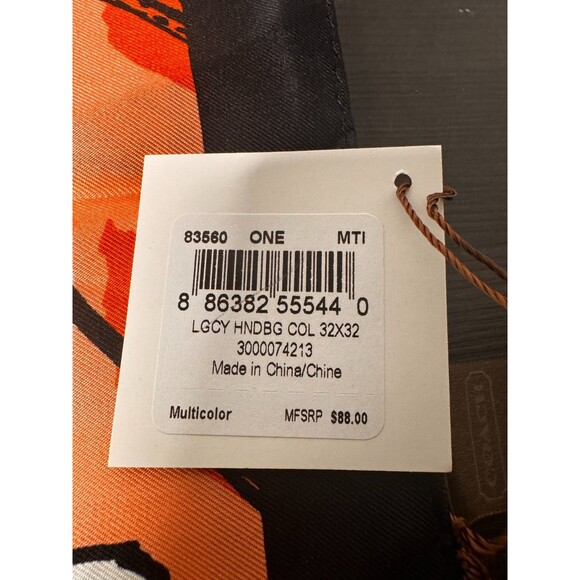 83560 ONE MTI
8 86382 55544 0
LGCY HNDBG COL 32X32
3000074213
Made in China/Chine
Multicolor MFSRP $88.00
COACH